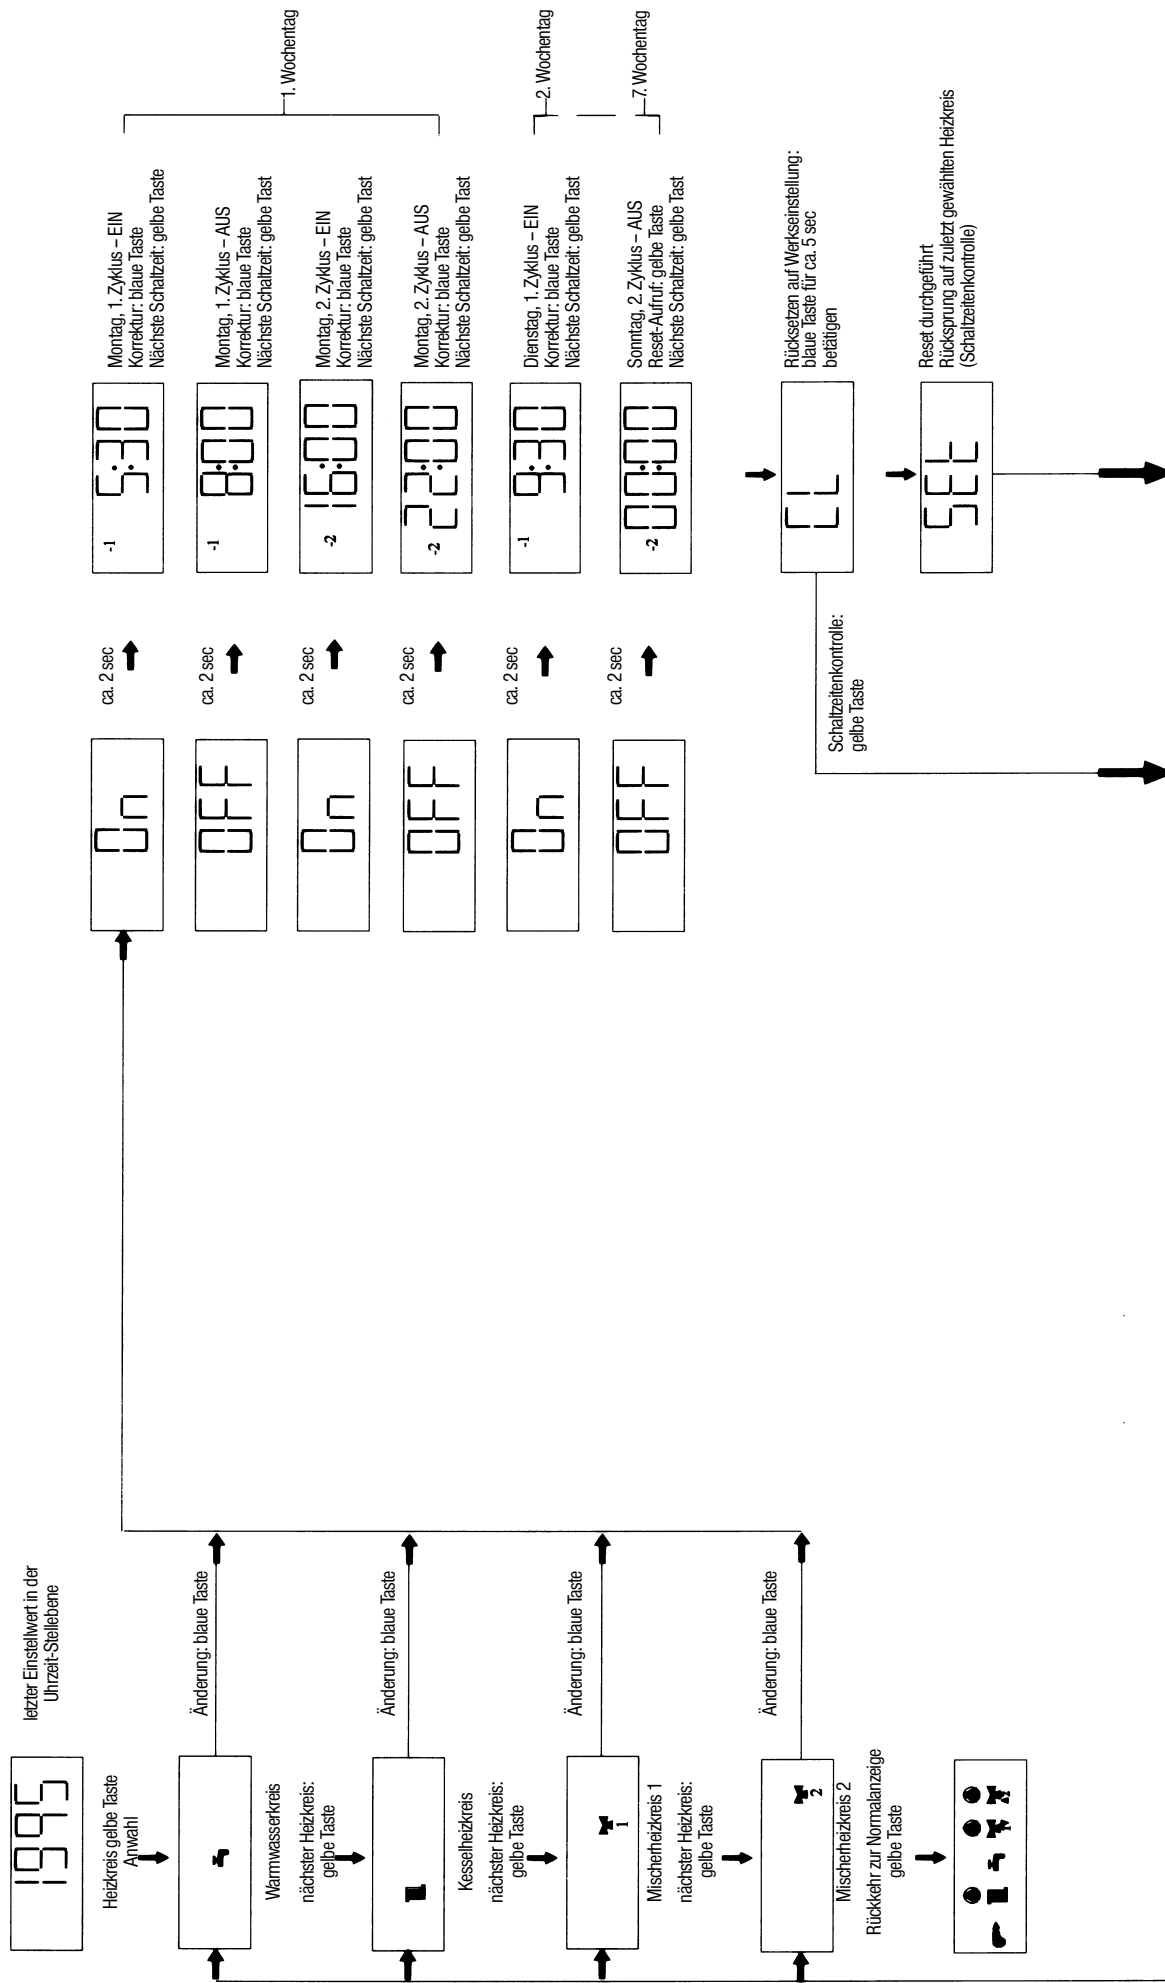 1995
letzter Einstellwert in der
Uhrzeit-Stellebene
Heizkreis gelbe Taste
Anwahl
Änderung: blaue Taste
Warmwasserkreis
nächster Heizkreis:
gelbe Taste
Änderung: blaue Taste
Kesselheizkreis
nächster Heizkreis:
gelbe Taste
1
Änderung: blaue Taste
Mischerheizkreis 1
nächster Heizkreis:
gelbe Taste
2
Änderung: blaue Taste
Mischerheizkreis 2
Rückkehr zur Normalanzeige
gelbe Taste
1
2
On
ca. 2 sec
-1 5:30
Montag, 1. Zyklus – EIN
Korrektur: blaue Taste
Nächste Schaltzeit: gelbe Taste
OFF
ca. 2 sec
-1 8:00
Montag, 1. Zyklus – AUS
Korrektur: blaue Taste
Nächste Schaltzeit: gelbe Tast
On
ca. 2 sec
-2 16:00
Montag, 2. Zyklus – EIN
Korrektur: blaue Taste
Nächste Schaltzeit: gelbe Tast
OFF
ca. 2 sec
-2 22:00
Montag, 2. Zyklus – AUS
Korrektur: blaue Taste
Nächste Schaltzeit: gelbe Tast
1. Wochentag
On
ca. 2 sec
-1 9:30
Dienstag, 1. Zyklus – EIN
Korrektur: blaue Taste
Nächste Schaltzeit: gelbe Tast
2. Wochentag
OFF
ca. 2 sec
-2 00:00
Sonntag, 2. Zyklus – AUS
Reset-Aufruf: gelbe Taste
Nächste Schaltzeit: gelbe Tast
7. Wochentag
CL
Rücksetzen auf Werkseinstellung:
blaue Taste für ca. 5 sec
betätigen
Schaltzeitenkontrolle:
gelbe Taste
SEt
Reset durchgeführt
Rücksprung auf zuletzt gewählten Heizkreis
(Schaltzeitenkontrolle)